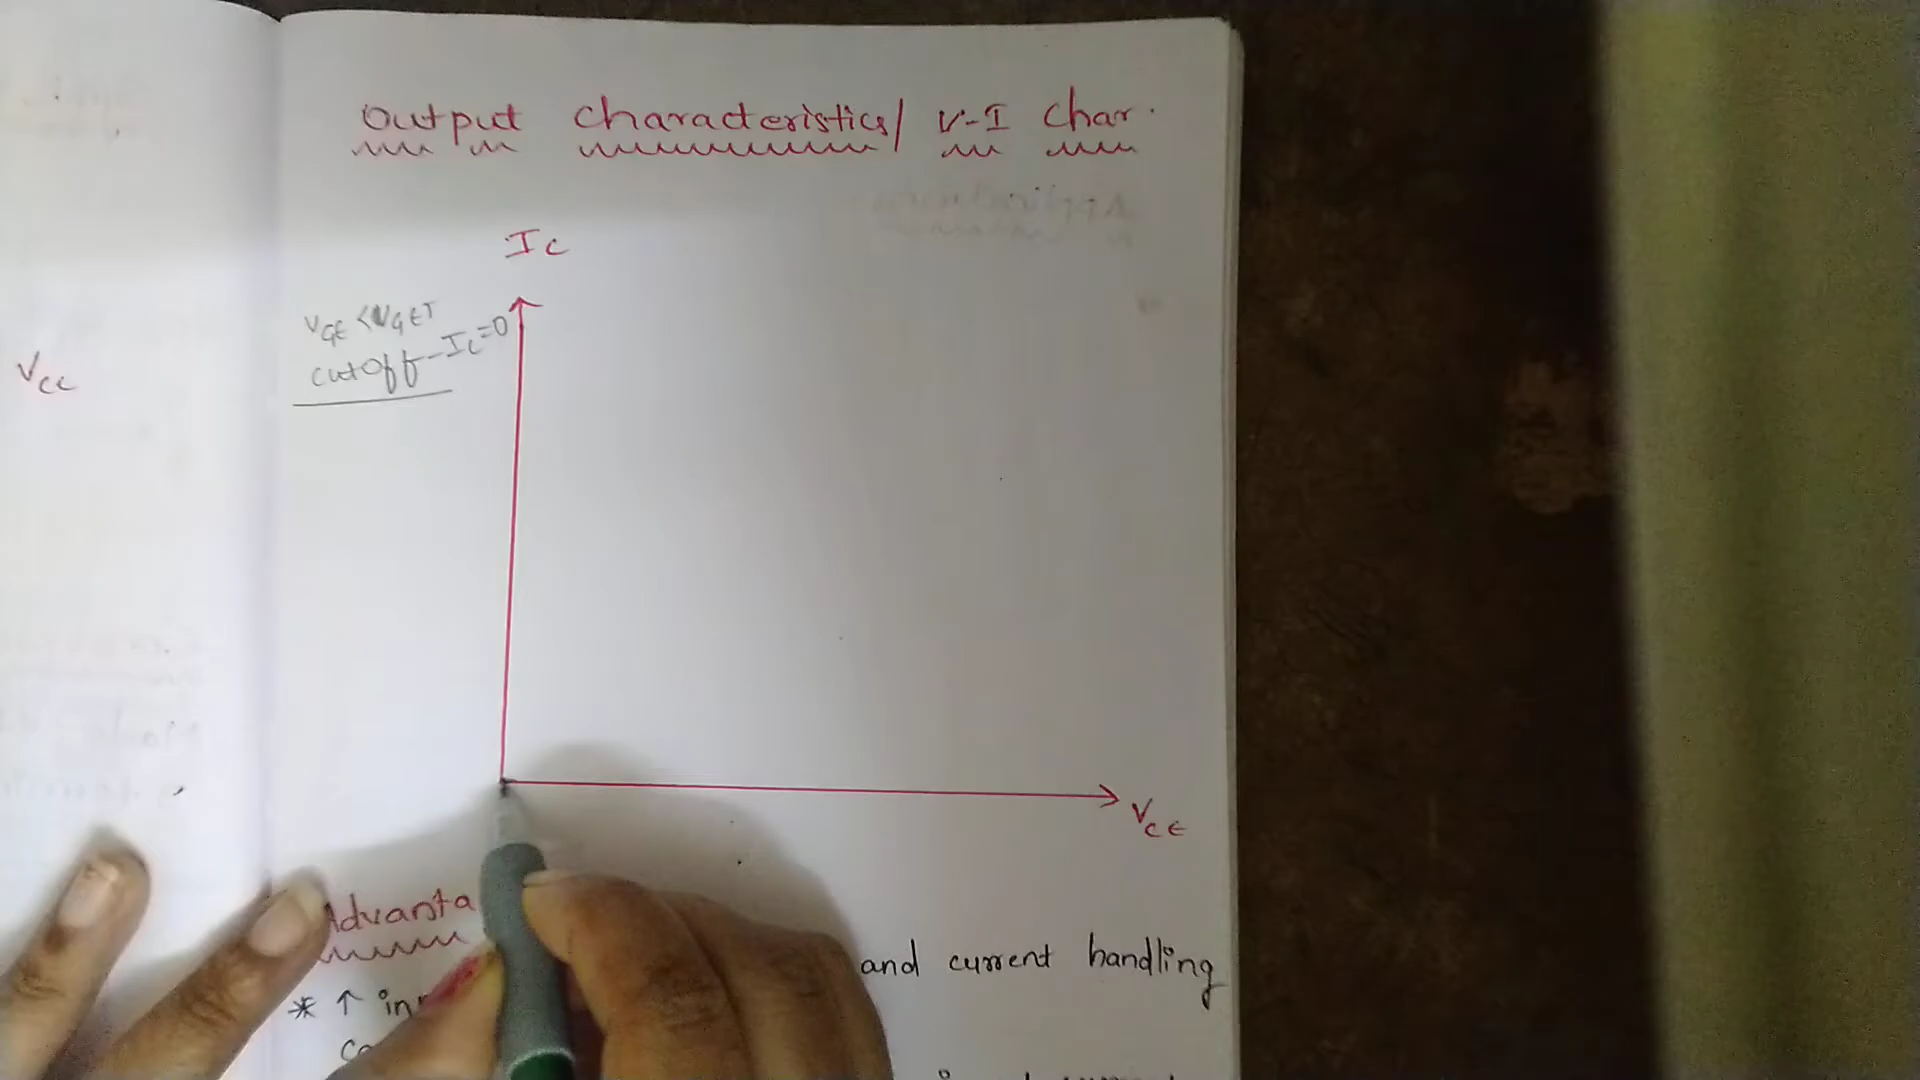 Output characteristics/ V-I Char.
IC
VGE <VGET
cutoff-IC=0
VCC
VCE
Advanta
and current handling
* ↑ in